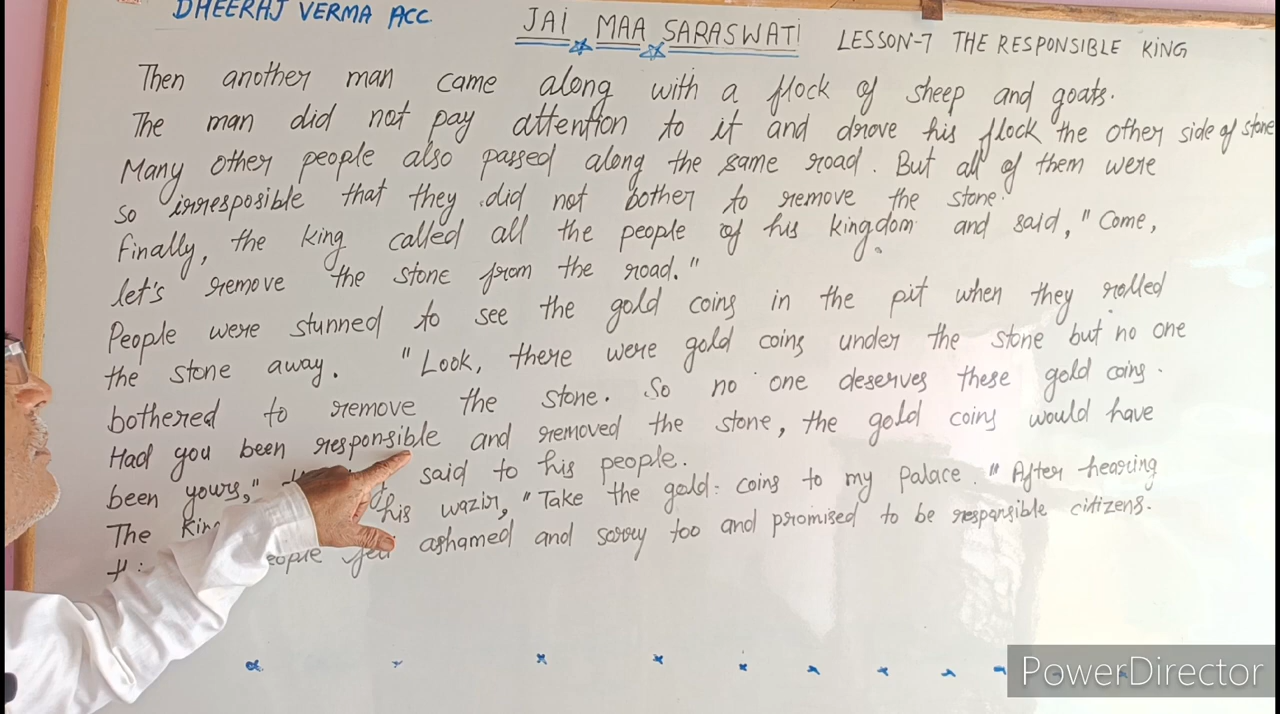 DHEERAJ VERMA ACC.
JAI MAA SARASWATI
LESSON-7 THE RESPONSIBLE KING
Then another man came along with a flock of sheep and goats.
The man did not pay attention to it and drove his flock the other side of stone
Many other people also passed along the same road. But all of them were
so irresposible that they did not bother to remove the stone.
Finally, the king called all the people of his kingdom and said, "Come,
let's remove the stone from the road."
People were stunned to see the gold coins in the pit when they rolled
the stone away. "Look, there were gold coins under the stone but no one
bothered to remove the stone. So no one deserves these gold coins.
Had you been responsible and removed the stone, the gold coins would have
been yours," said to his people.
The his wazir, "Take the gold coins to my palace." After hearing
ashamed and sorry too and promised to be responsible citizens.
PowerDirector